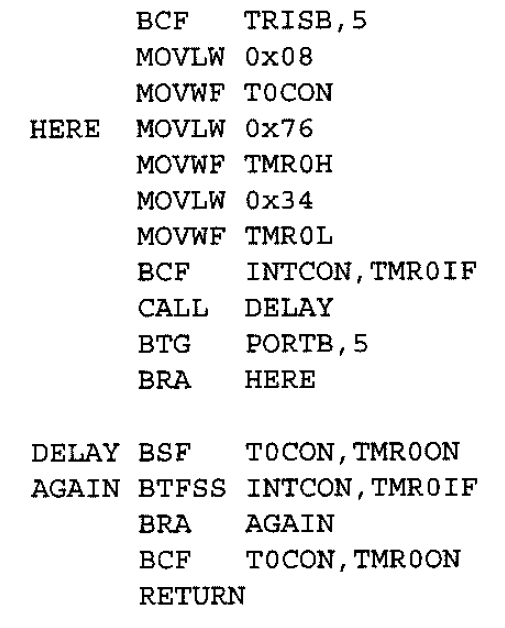 BCF TRISB,5
MOVLW 0x08
MOVWF T0CON
HERE MOVLW 0x76
MOVWF TMR0H
MOVLW 0x34
MOVWF TMR0L
BCF INTCON,TMR0IF
CALL DELAY
BTG PORTB,5
BRA HERE
DELAY BSF T0CON,TMR0ON
AGAIN BTFSS INTCON,TMR0IF
BRA AGAIN
BCF T0CON,TMR0ON
RETURN